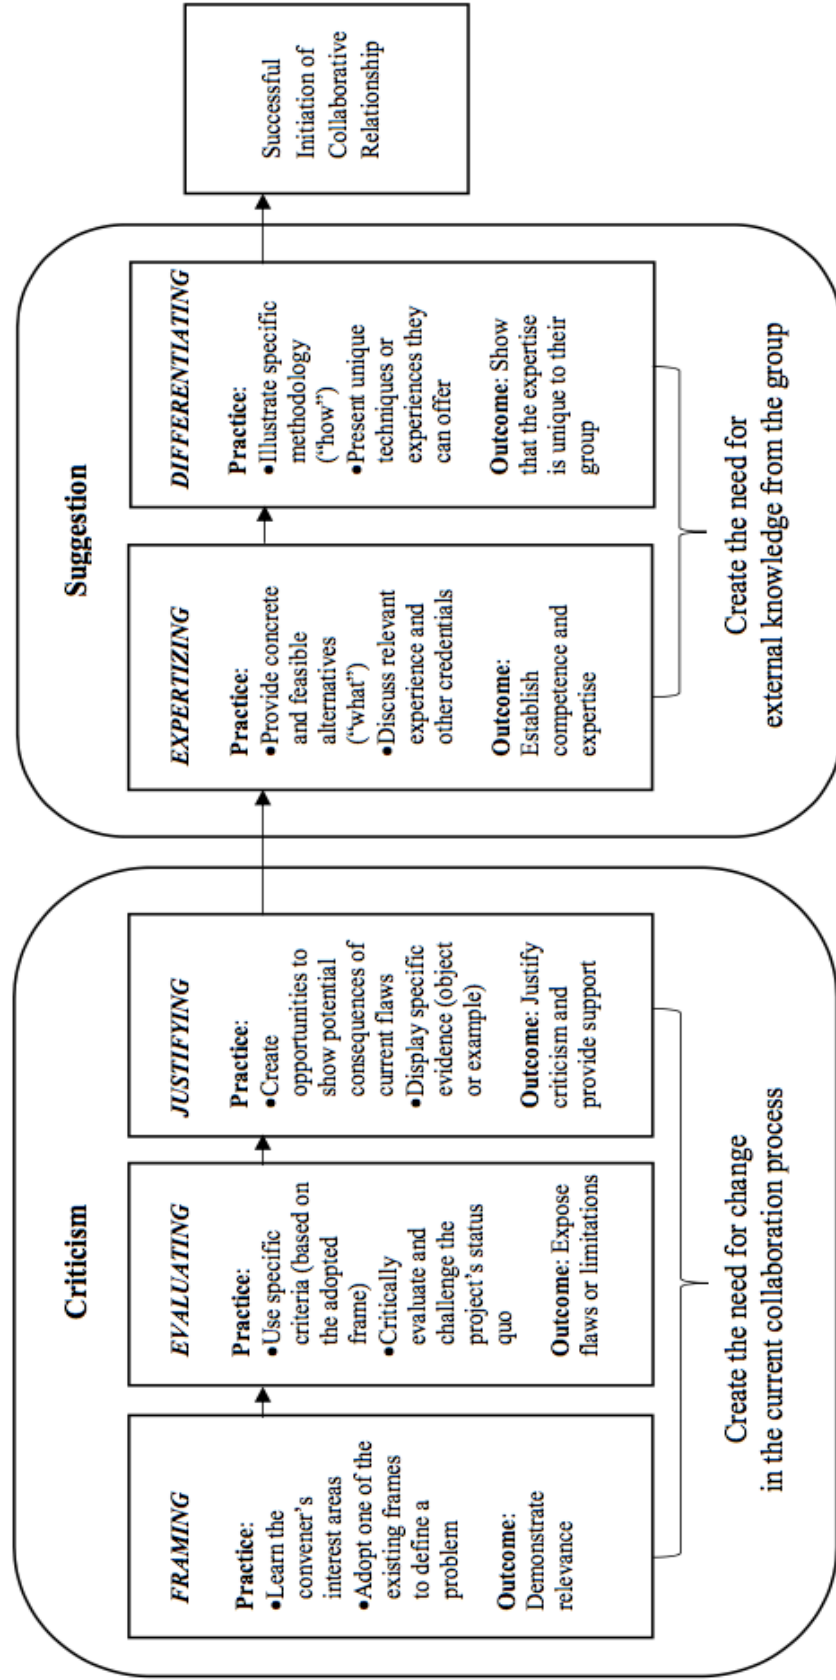 Criticism
FRAMING
Practice:
•Learn the
convener's
interest areas
•Adopt one of the
existing frames
to define a
problem
Outcome:
Demonstrate
relevance
EVALUATING
Practice:
•Use specific
criteria (based on
the adopted
frame)
•Critically
evaluate and
challenge the
project's status
quo
Outcome: Expose
flaws or limitations
JUSTIFYING
Practice:
•Create
opportunities to
show potential
consequences of
current flaws
•Display specific
evidence (object
or example)
Outcome: Justify
criticism and
provide support
Create the need for change
in the current collaboration process
Suggestion
EXPERTIZING
Practice:
•Provide concrete
and feasible
alternatives
("what")
•Discuss relevant
experience and
other credentials
Outcome:
Establish
competence and
expertise
DIFFERENTIATING
Practice:
•Illustrate specific
methodology
("how")
•Present unique
techniques or
experiences they
can offer
Outcome: Show
that the expertise
is unique to their
group
Create the need for
external knowledge from the group
Successful
Initiation of
Collaborative
Relationship